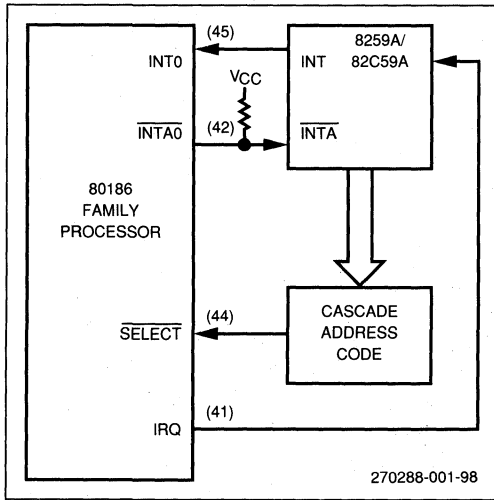 (45)
8259A/
82C59A
INT0
INT
VCC
INTA0
(42)
INTA
80186
FAMILY
PROCESSOR
CASCADE
ADDRESS
CODE
(44)
SELECT
(41)
IRQ
270288-001-98